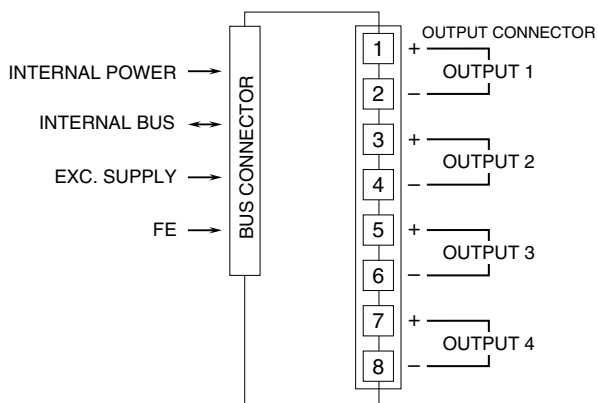 OUTPUT CONNECTOR
INTERNAL POWER
INTERNAL BUS
EXC. SUPPLY
FE
BUS CONNECTOR
1 +
OUTPUT 1
2 –
3 +
OUTPUT 2
4 –
5 +
OUTPUT 3
6 –
7 +
OUTPUT 4
8 –